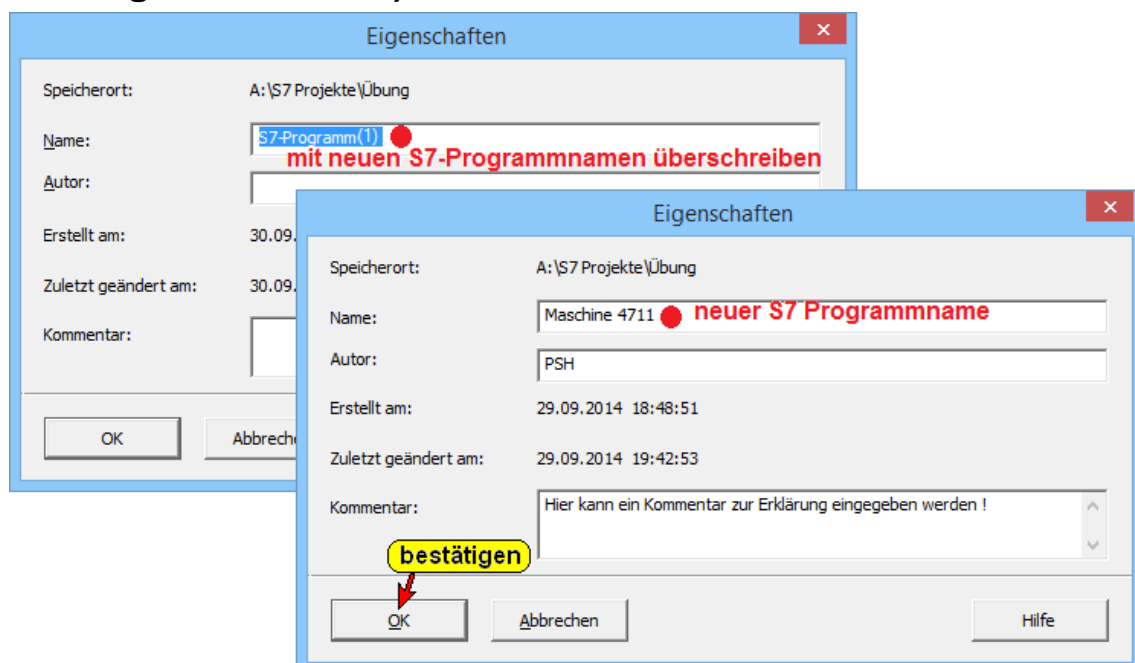 Eigenschaften
Speicherort: A:\S7 Projekte\Übung
Name: S7-Programm(1)
mit neuen S7-Programmnamen überschreiben
Autor:
Erstellt am: 30.09.
Zuletzt geändert am: 30.09.
Kommentar:
OK
Eigenschaften
Speicherort: A:\S7 Projekte\Übung
Name: Maschine 4711 neuer S7 Programmname
Autor: PSH
Erstellt am: 29.09.2014 18:48:51
Zuletzt geändert am: 29.09.2014 19:42:53
Kommentar: Hier kann ein Kommentar zur Erklärung eingegeben werden !
bestätigen
OK Abbrechen Hilfe